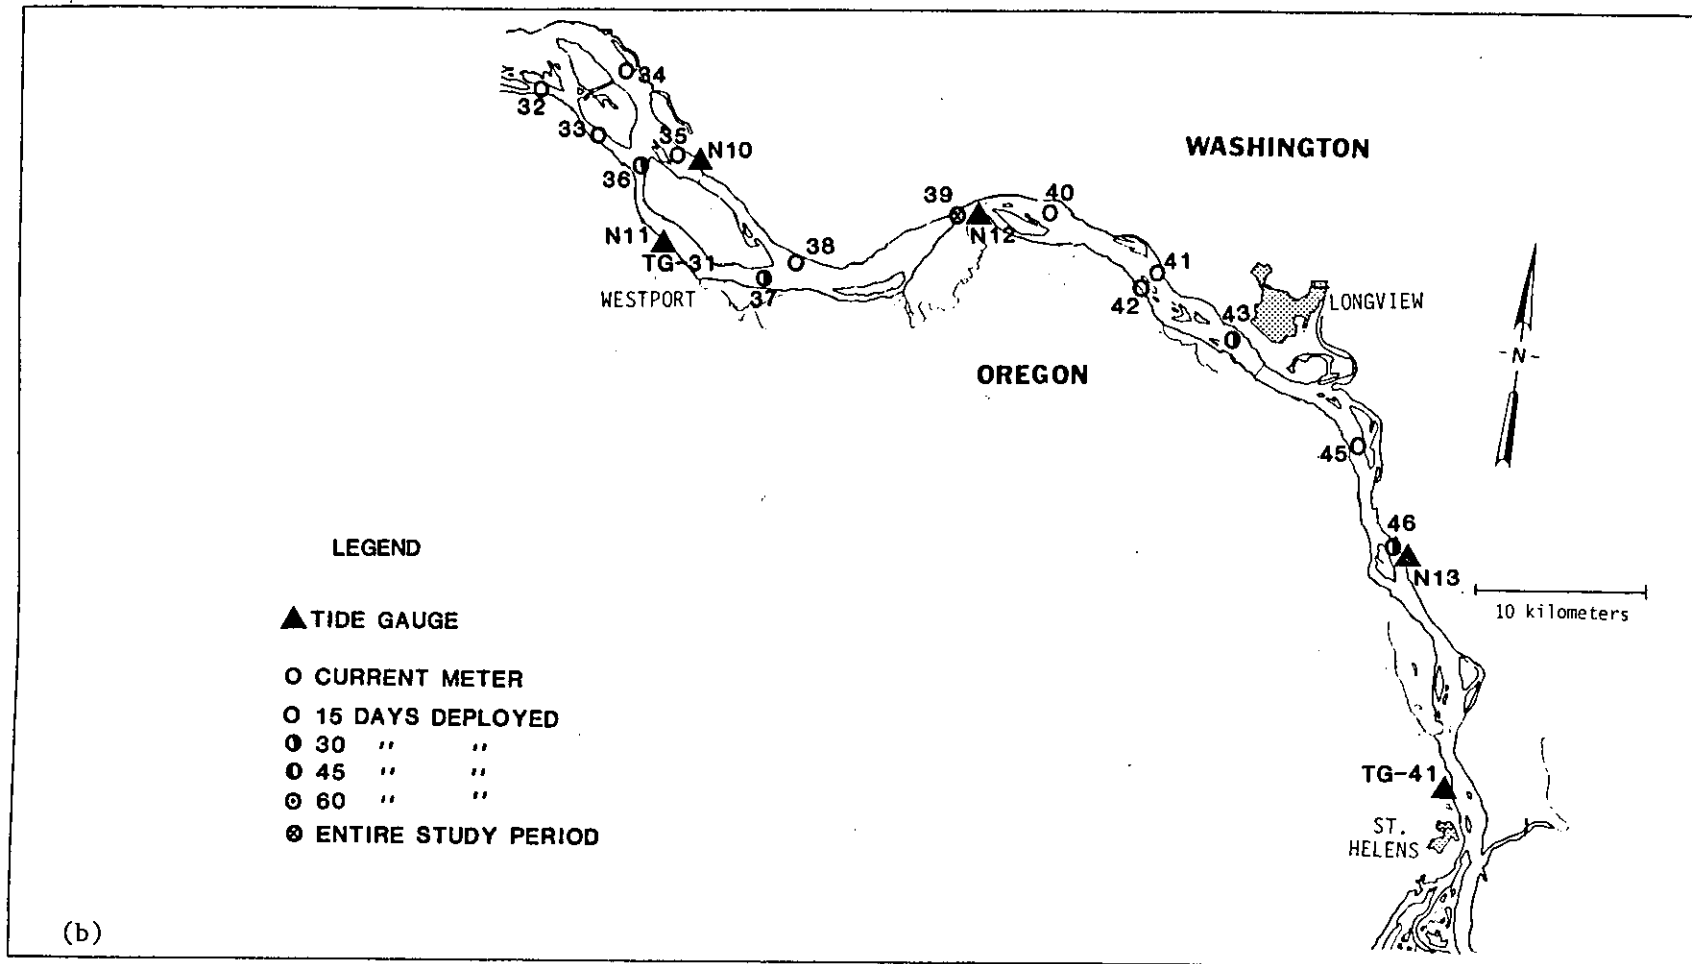 34
32
33
35
N10
36
WASHINGTON
39
40
N12
N11
38
TG-31
41
WESTPORT
37
42
43
LONGVIEW
OREGON
-N-
45
46
N13
10 kilometers
LEGEND
TIDE GAUGE
CURRENT METER
15 DAYS DEPLOYED
30 " "
45 " "
60 " "
ENTIRE STUDY PERIOD
TG-41
ST.
HELENS
(b)